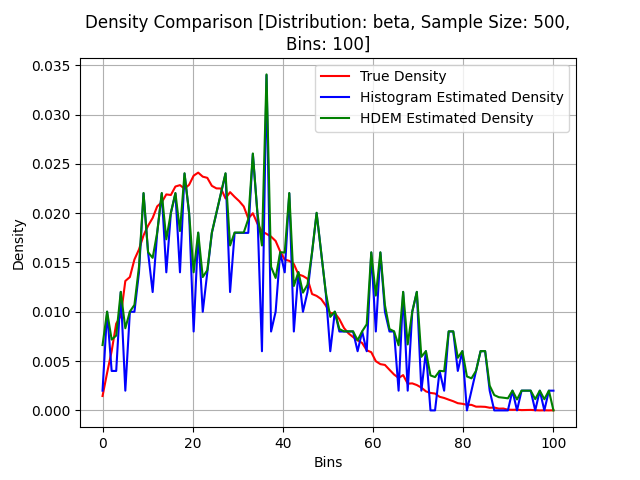 Density Comparison [Distribution: beta, Sample Size: 500,
Bins: 100]
True Density
Histogram Estimated Density
HDEM Estimated Density
Density
0.035
0.030
0.025
0.020
0.015
0.010
0.005
0.000
0 20 40 60 80 100
Bins